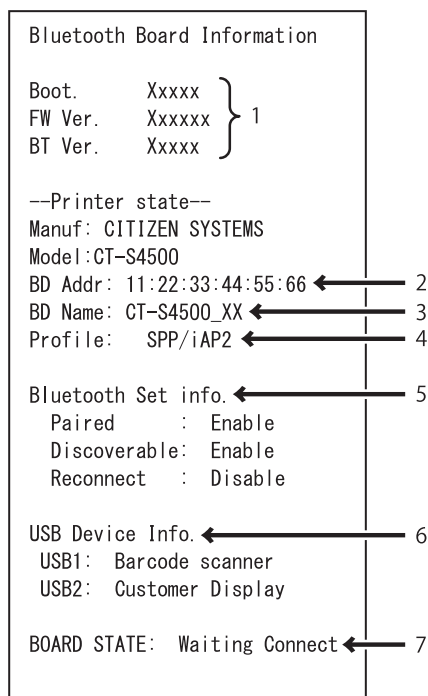 Bluetooth Board Information
Boot. Xxxxx
FW Ver. Xxxxxx
BT Ver. Xxxxx
1
--Printer state--
Manuf: CITIZEN SYSTEMS
Model:CT-S4500
BD Addr: 11:22:33:44:55:66 2
BD Name: CT-S4500_XX 3
Profile: SPP/iAP2 4
Bluetooth Set info. 5
Paired : Enable
Discoverable: Enable
Reconnect : Disable
USB Device Info. 6
USB1: Barcode scanner
USB2: Customer Display
BOARD STATE: Waiting Connect 7